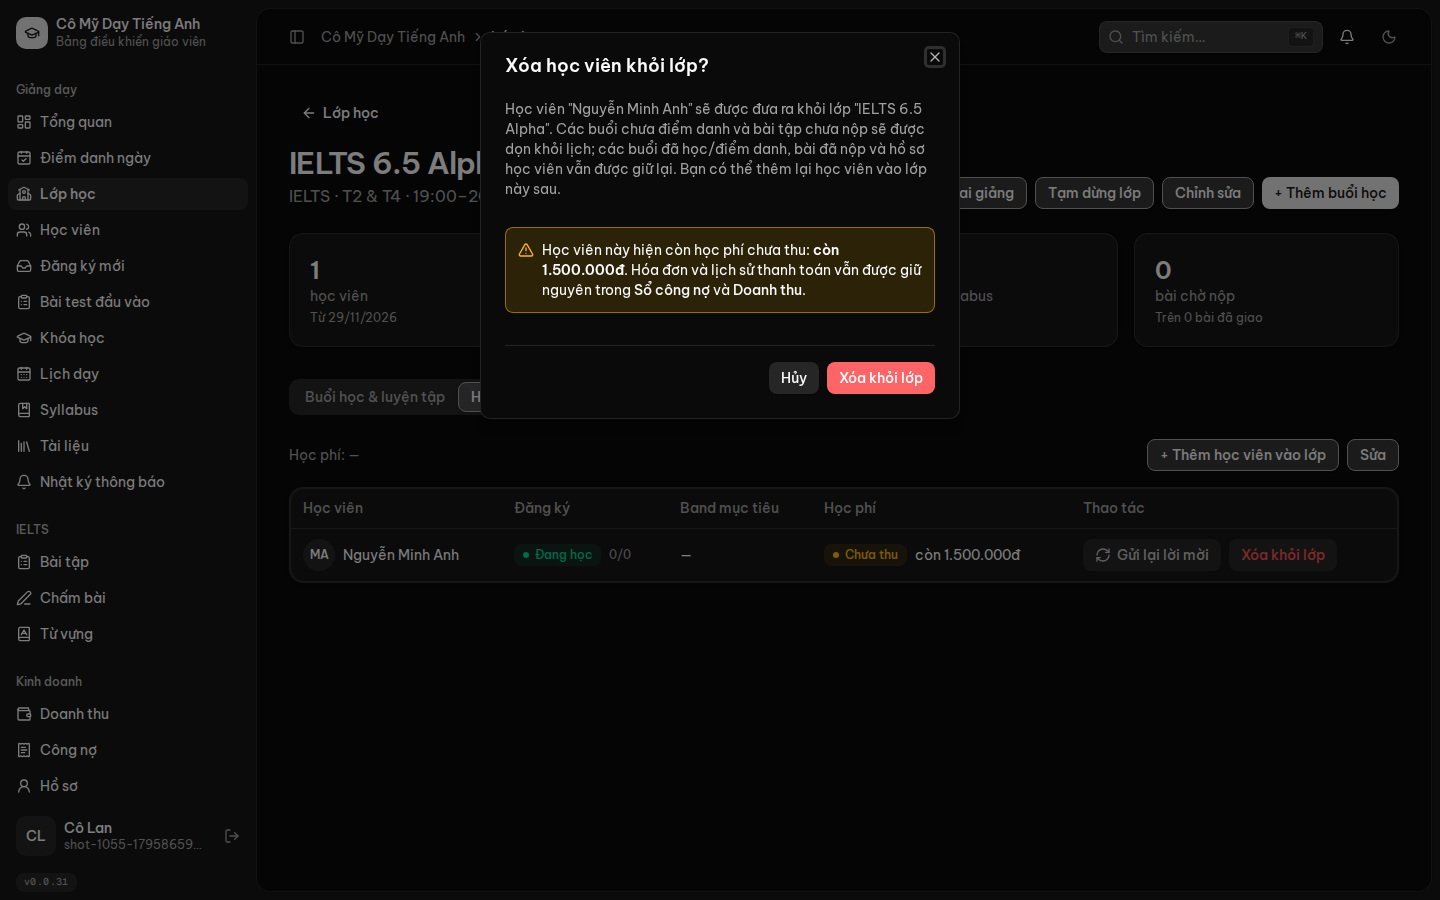 Cô Mỹ Dạy Tiếng Anh
Bảng điều khiển giáo viên
Giảng dạy
Tổng quan
Điểm danh ngày
Lớp học
Học viên
Đăng ký mới
Bài test đầu vào
Khóa học
Lịch dạy
Syllabus
Tài liệu
Nhật ký thông báo
IELTS
Bài tập
Chấm bài
Từ vựng
Kinh doanh
Doanh thu
Công nợ
Hồ sơ
CL
Cô Lan
shot-1055-17958659...
v0.0.31
Cô Mỹ Dạy Tiếng Anh
Tìm kiếm...
⌘K
← Lớp học
IELTS 6.5 Alp
IELTS · T2 & T4 · 19:00–2
ai giảng
Tạm dừng lớp
Chỉnh sửa
+ Thêm buổi học
1
học viên
Từ 29/11/2026
abus
0
bài chờ nộp
Trên 0 bài đã giao
Buổi học & luyện tập
H
Xóa học viên khỏi lớp?
Học viên "Nguyễn Minh Anh" sẽ được đưa ra khỏi lớp "IELTS 6.5
Alpha". Các buổi chưa điểm danh và bài tập chưa nộp sẽ được
dọn khỏi lịch; các buổi đã học/điểm danh, bài đã nộp và hồ sơ
học viên vẫn được giữ lại. Bạn có thể thêm lại học viên vào lớp
này sau.
Học viên này hiện còn học phí chưa thu: còn
1.500.000đ. Hóa đơn và lịch sử thanh toán vẫn được giữ
nguyên trong Sổ công nợ và Doanh thu.
Hủy
Xóa khỏi lớp
Học phí: —
+ Thêm học viên vào lớp
Sửa
Học viên
Đăng ký
Band mục tiêu
Học phí
Thao tác
MA
Nguyễn Minh Anh
Đang học
0/0
—
Chưa thu
còn 1.500.000đ
Gửi lại lời mời
Xóa khỏi lớp